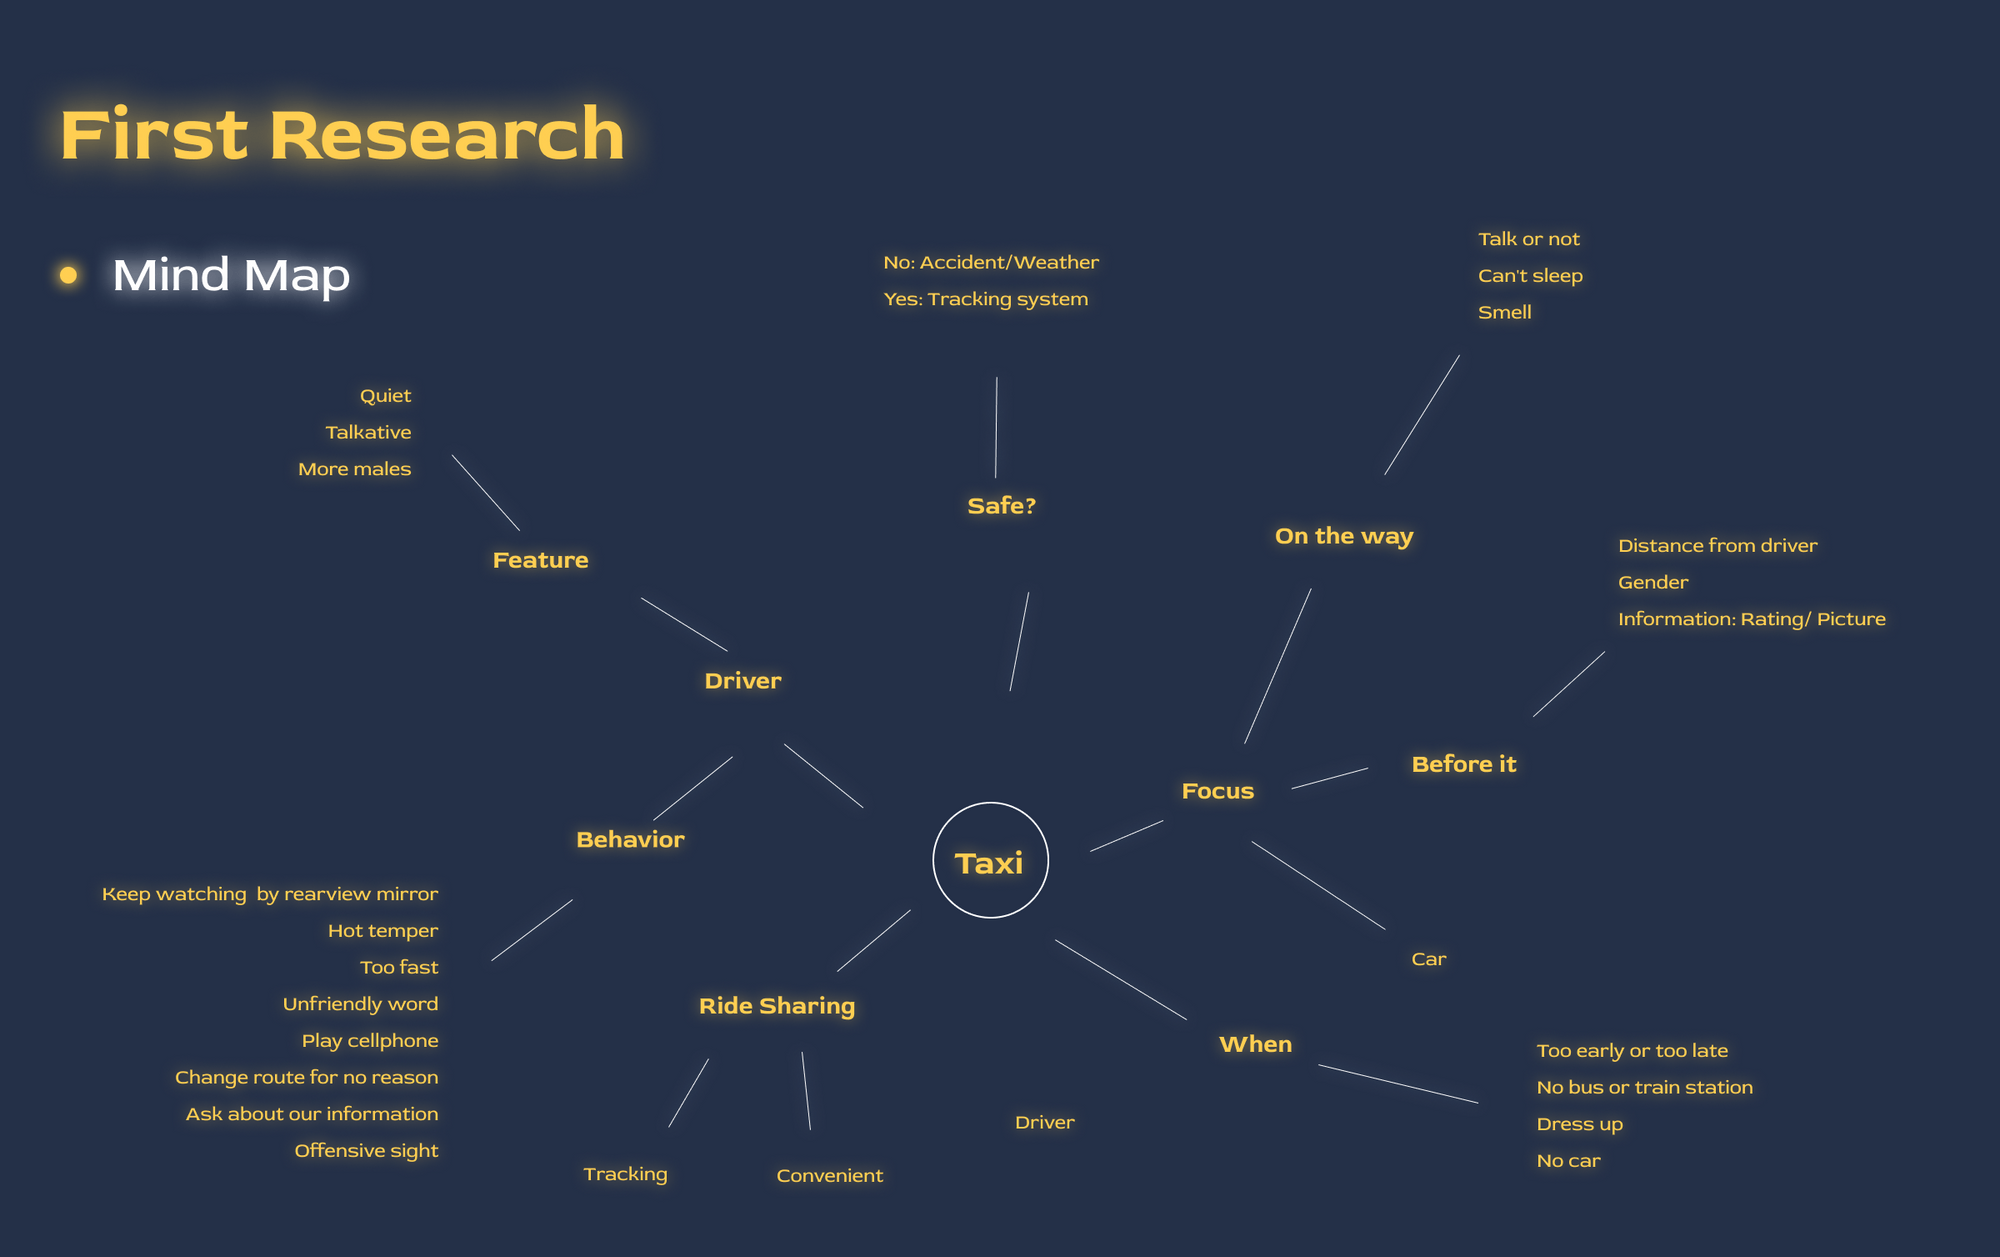 First Research
Mind Map
No: Accident/Weather
Yes: Tracking system
Talk or not
Can't sleep
Smell
Quiet
Talkative
More males
Safe?
On the way
Feature
Distance from driver
Gender
Information: Rating/ Picture
Driver
Before it
Focus
Behavior
Taxi
Keep watching  by rearview mirror
Hot temper
Too fast
Unfriendly word
Play cellphone
Change route for no reason
Ask about our information
Offensive sight
Car
Ride Sharing
When
Too early or too late
No bus or train station
Dress up
No car
Driver
Tracking
Convenient